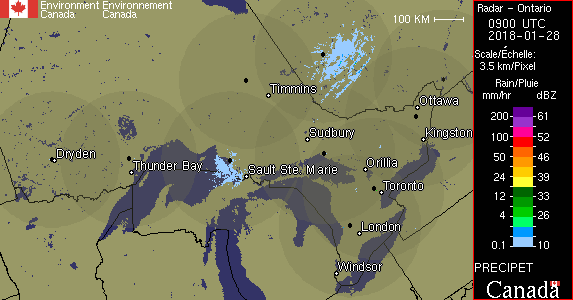 Environment Environnement
Canada Canada
100 KM
Timmins
Ottawa
Sudbury
Kingston
Dryden
Thunder Bay
Sault Ste. Marie
Orillia
Toronto
London
Windsor
Radar - Ontario
0900 UTC
2018-01-28
Scale/Échelle:
3.5 km/Pixel
Rain/Pluie
mm/hr dBZ
200 61
100 52
50 46
24 39
12 33
4 26
0.1 10
PRECIPET
Canada